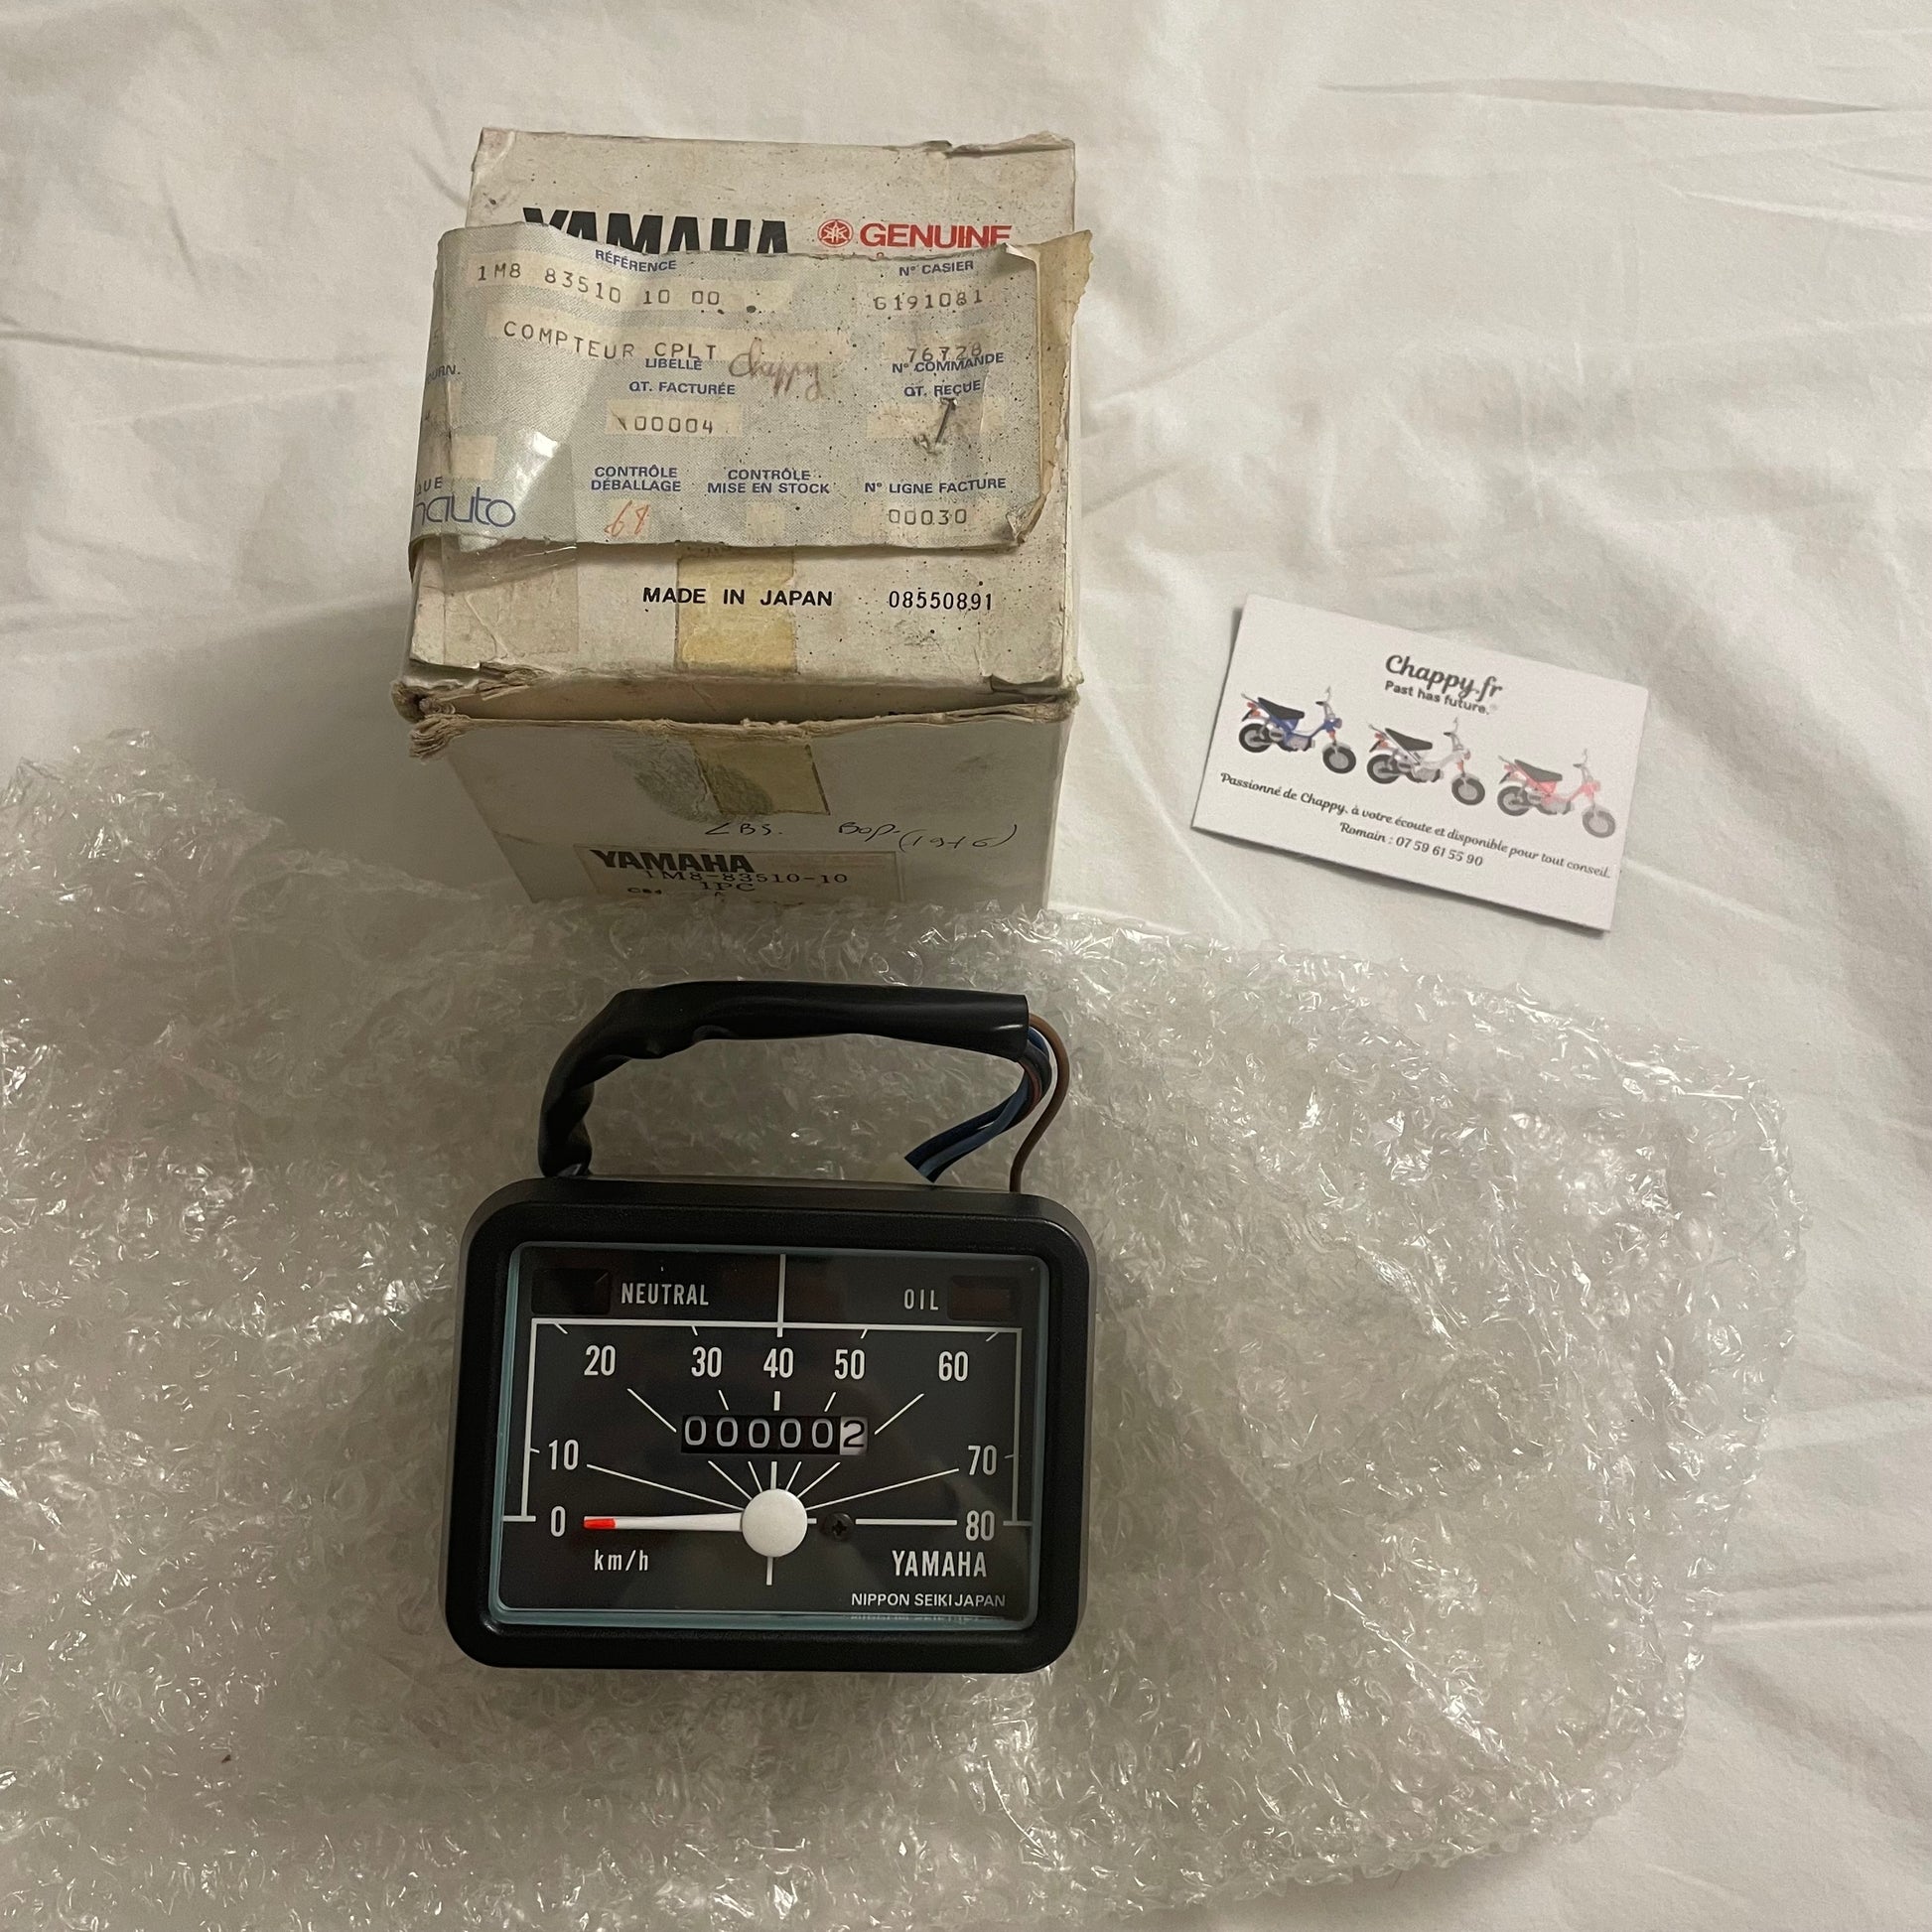 YAMAHA GENUINE
RÉFÉRENCE N° CASIER
1M8 83510 10 00 G191081
COMPTEUR CPLT Chappy 76728
LIBELLÉ N° COMMANDE
QT. FACTURÉE QT. REÇUE
00004
CONTRÔLE DÉBALLAGE CONTRÔLE MISE EN STOCK N° LIGNE FACTURE
00030
MADE IN JAPAN 08550891
YAMAHA
1M8-83510-10
1PC
Chappy.fr
Past has future.
Passionné de Chappy, à votre écoute et disponible pour tout conseil.
Romain : 07 59 61 55 90
NEUTRAL OIL
20 30 40 50 60
000002
10 70
0 80
km/h YAMAHA
NIPPON SEIKI JAPAN